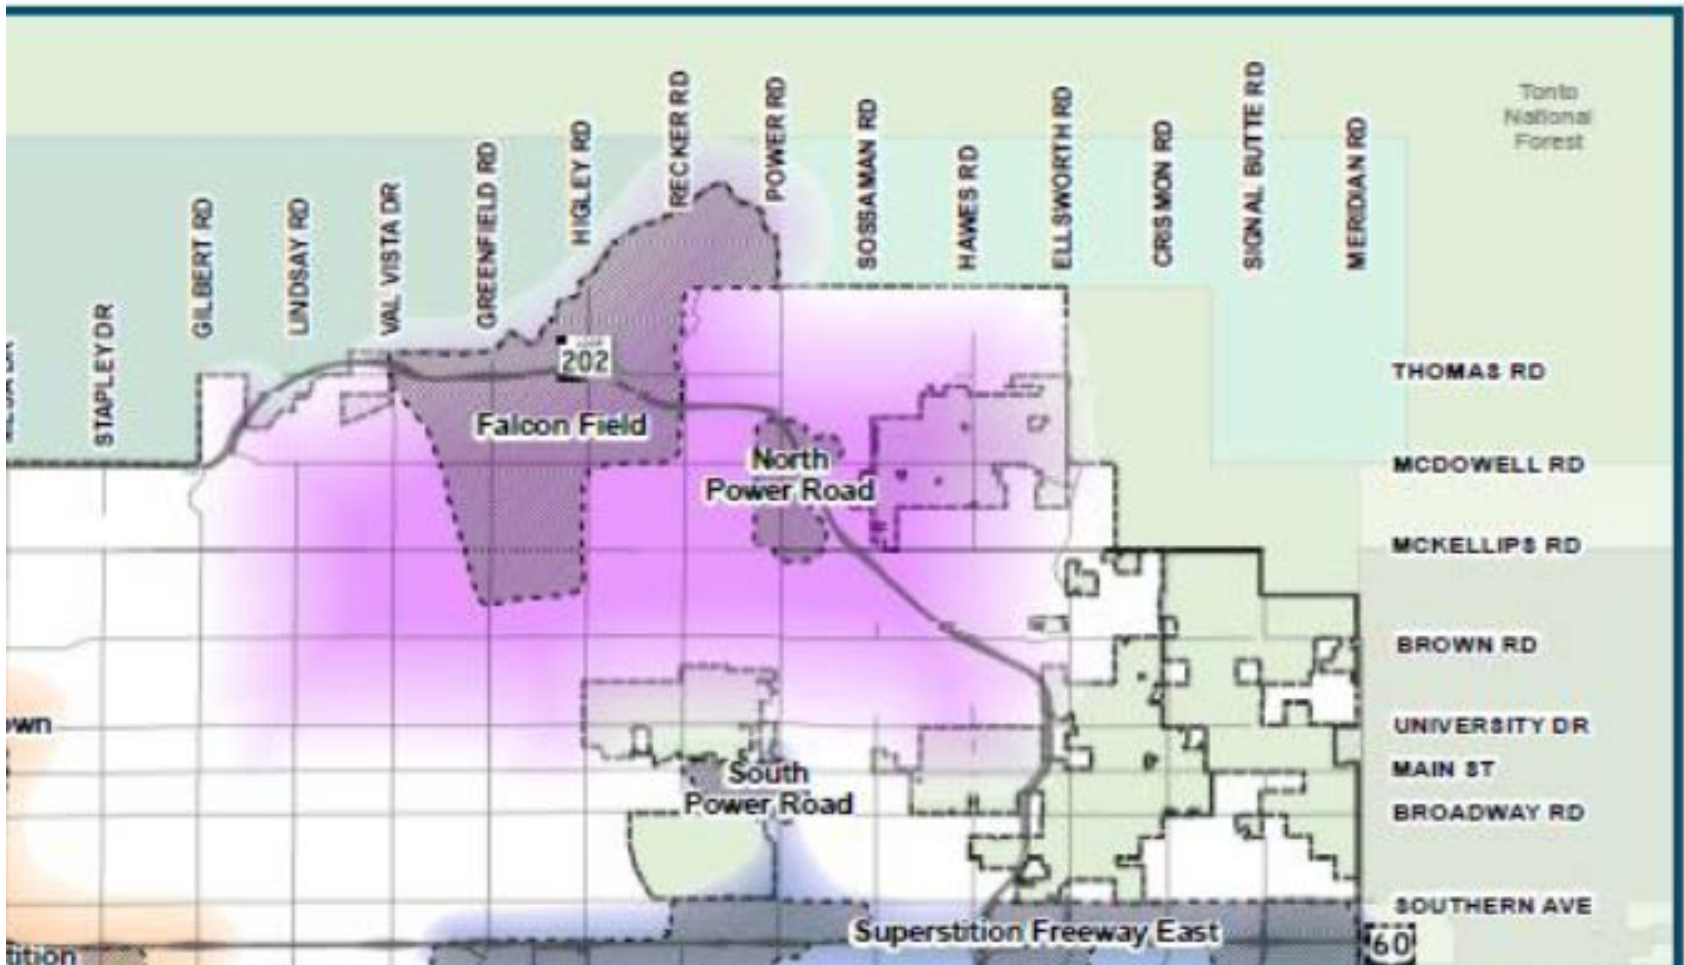 Tonto
National
Forest
STAPLEY DR
GILBERT RD
LINDSAY RD
VAL VISTA DR
GREENFIELD RD
HIGLEY RD
RECKER RD
POWER RD
SOSSAMAN RD
HAWES RD
ELLSWORTH RD
CRISMON RD
SIGNAL BUTTE RD
MERIDIAN RD
202
THOMAS RD
Falcon Field
North
Power Road
MCDOWELL RD
MCKELLIPS RD
BROWN RD
own
UNIVERSITY DR
South
Power Road
MAIN ST
BROADWAY RD
SOUTHERN AVE
Superstition Freeway East
60
tition